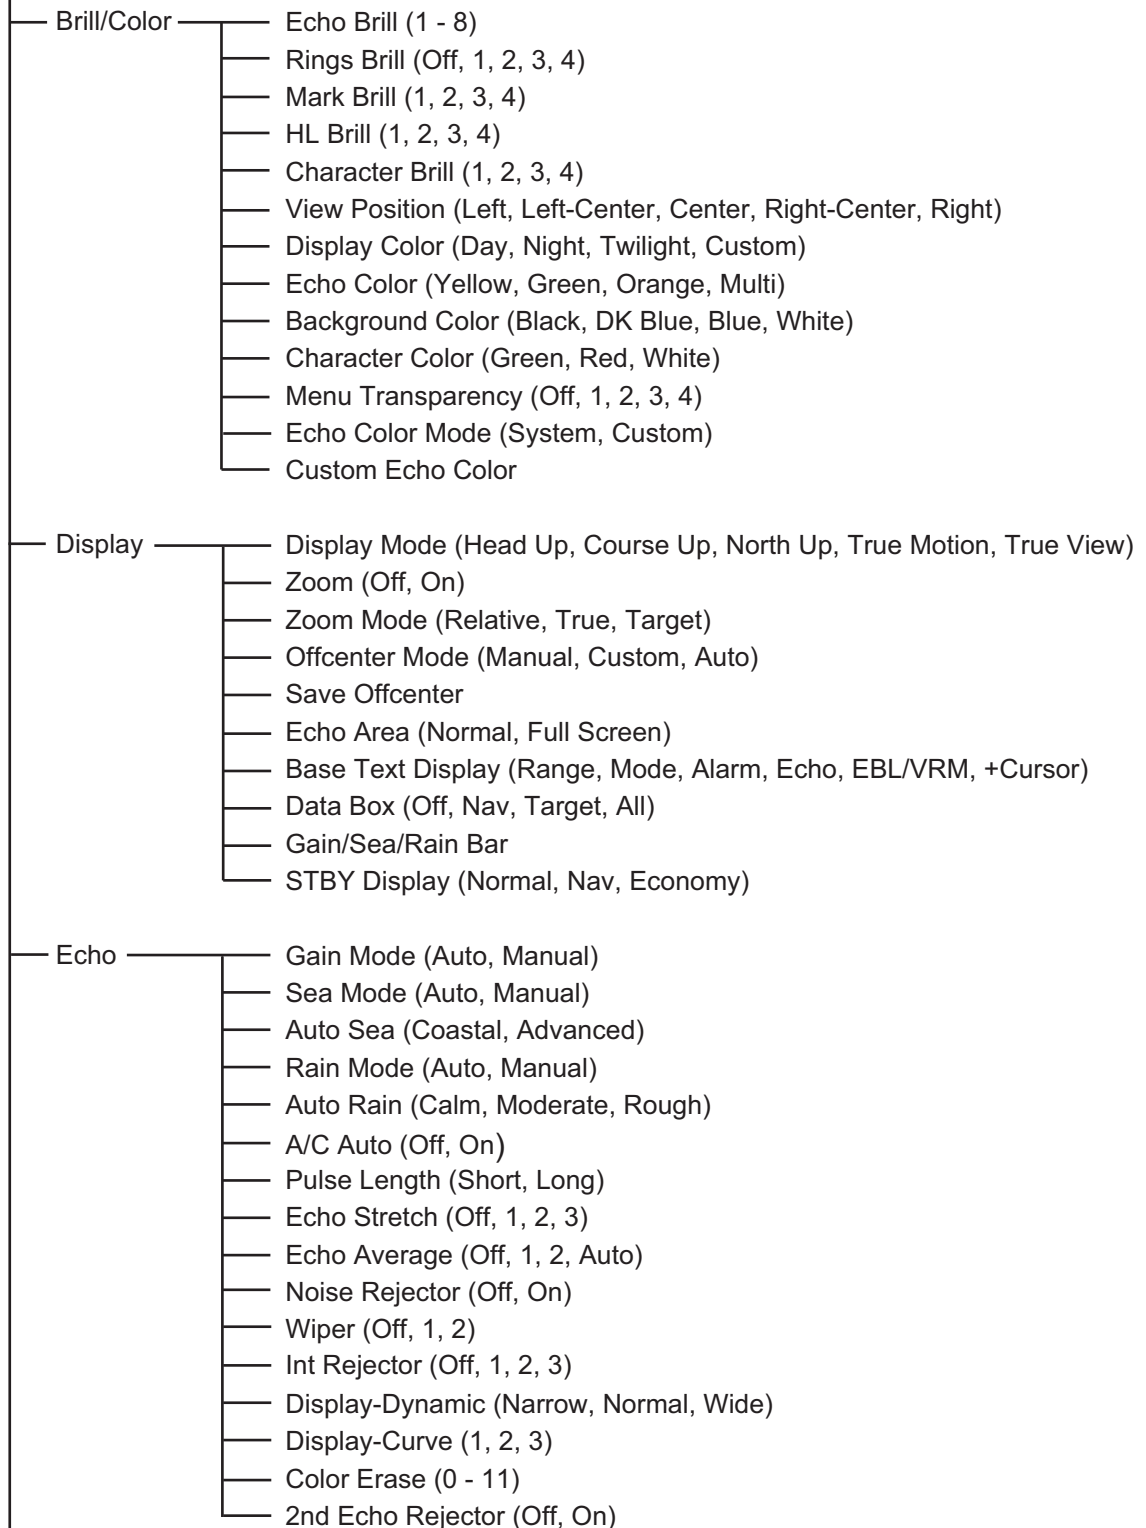 Brill/Color Echo Brill (1 - 8)
Rings Brill (Off, 1, 2, 3, 4)
Mark Brill (1, 2, 3, 4)
HL Brill (1, 2, 3, 4)
Character Brill (1, 2, 3, 4)
View Position (Left, Left-Center, Center, Right-Center, Right)
Display Color (Day, Night, Twilight, Custom)
Echo Color (Yellow, Green, Orange, Multi)
Background Color (Black, DK Blue, Blue, White)
Character Color (Green, Red, White)
Menu Transparency (Off, 1, 2, 3, 4)
Echo Color Mode (System, Custom)
Custom Echo Color
Display Display Mode (Head Up, Course Up, North Up, True Motion, True View)
Zoom (Off, On)
Zoom Mode (Relative, True, Target)
Offcenter Mode (Manual, Custom, Auto)
Save Offcenter
Echo Area (Normal, Full Screen)
Base Text Display (Range, Mode, Alarm, Echo, EBL/VRM, +Cursor)
Data Box (Off, Nav, Target, All)
Gain/Sea/Rain Bar
STBY Display (Normal, Nav, Economy)
Echo Gain Mode (Auto, Manual)
Sea Mode (Auto, Manual)
Auto Sea (Coastal, Advanced)
Rain Mode (Auto, Manual)
Auto Rain (Calm, Moderate, Rough)
A/C Auto (Off, On)
Pulse Length (Short, Long)
Echo Stretch (Off, 1, 2, 3)
Echo Average (Off, 1, 2, Auto)
Noise Rejector (Off, On)
Wiper (Off, 1, 2)
Int Rejector (Off, 1, 2, 3)
Display-Dynamic (Narrow, Normal, Wide)
Display-Curve (1, 2, 3)
Color Erase (0 - 11)
2nd Echo Rejector (Off, On)